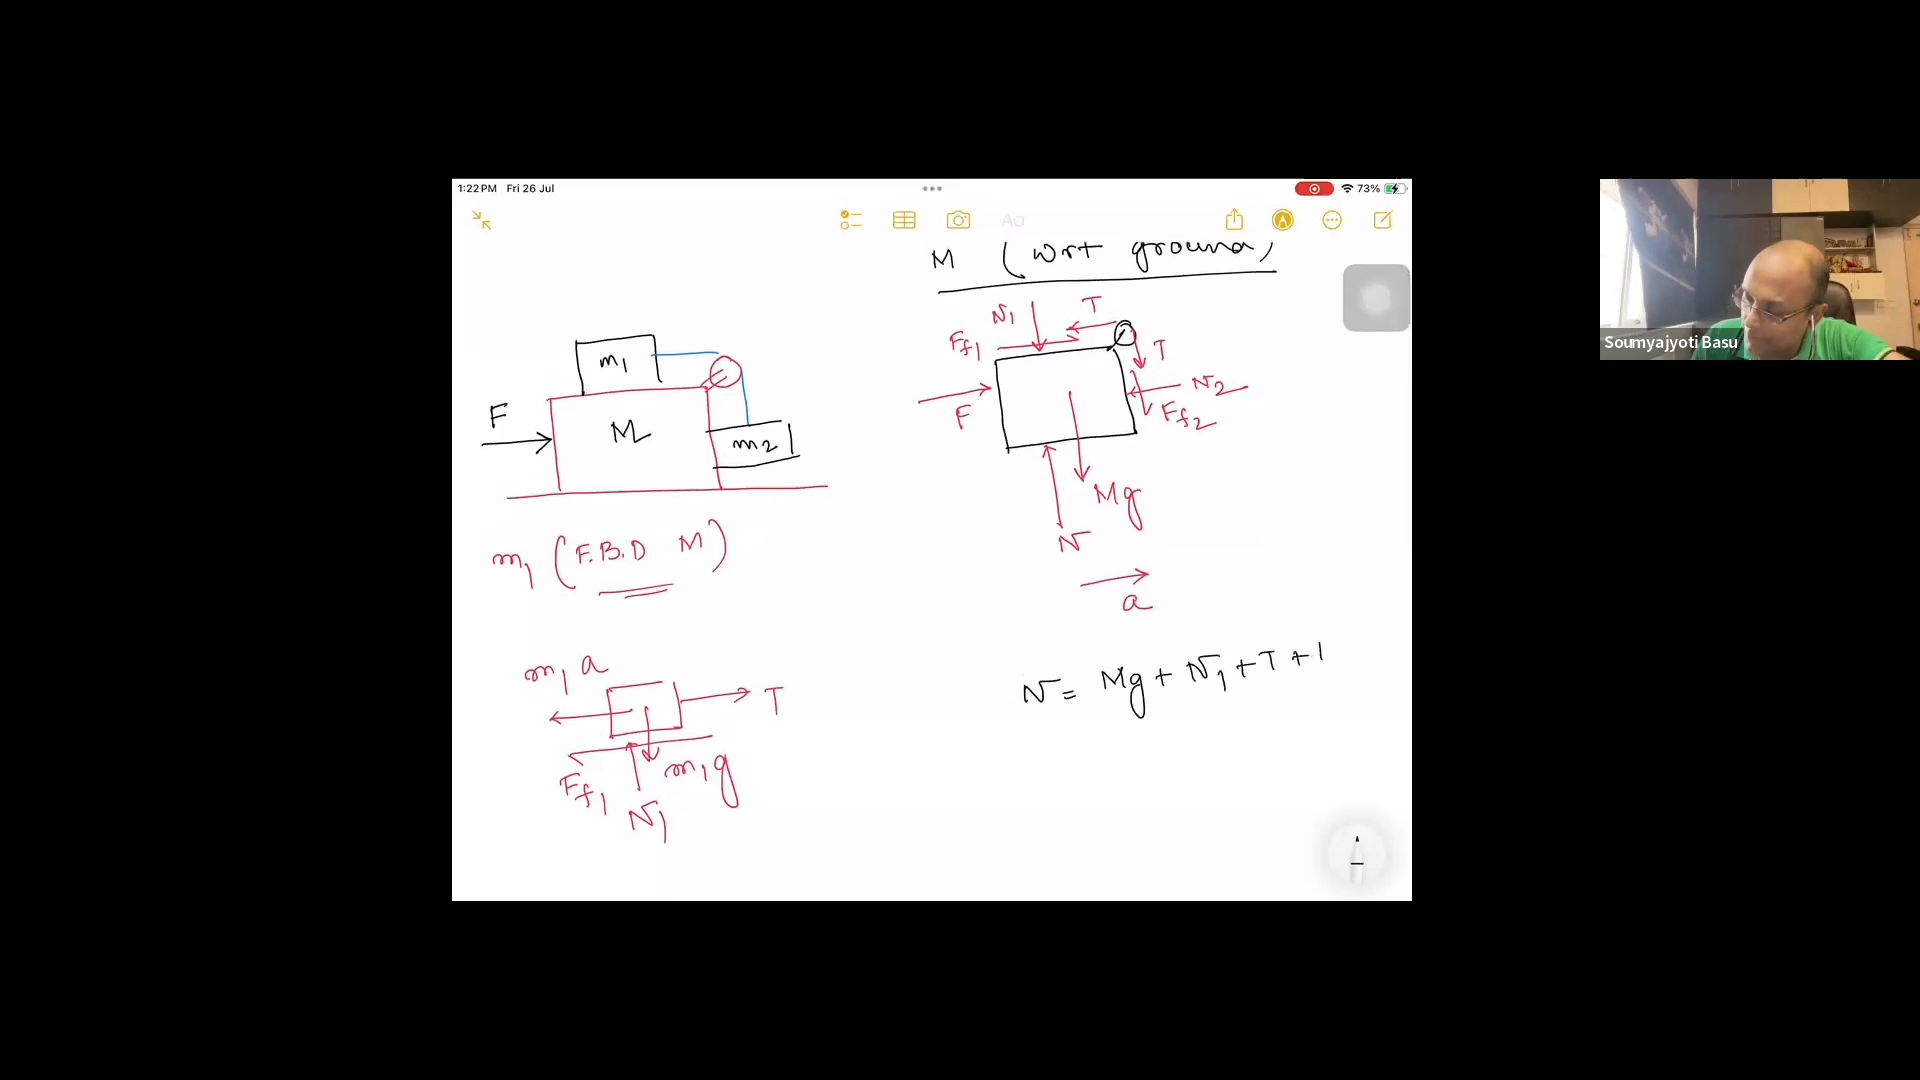 1:22 PM Fri 26 Jul
73%
Aa
M (wrt ground)
N1 T
Ff1 T
F N2
Ff2
Mg
N
a
m1
F M m2
m1 (F.B.D M)
m1 a
T
Ff1 m1g
N1
N = Mg + N1 + T + 1
Soumyajyoti Basu